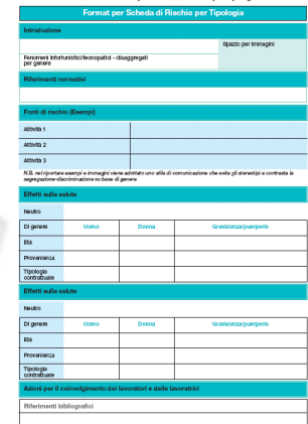 Format per Scheda di Rischio per Tipologia
Introduzione
Spazio per immagini
Fenomeni infortunistici/tecnopatici - disaggregati
per genere
Riferimenti normativi
Fonti di rischio (Esempi)
Attività 1
Attività 2
Attività 3
N.B. nel riportare esempi e immagini viene adottato uno stile di comunicazione che evita gli stereotipi e contrasta la
segregazione/discriminazione su base di genere
Effetti sulla salute
Neutro
Di genere Uomo Donna Gravidanza/puerperio
Età
Provenienza
Tipologia
contrattuale
Effetti sulla salute
Neutro
Di genere Uomo Donna Gravidanza/puerperio
Età
Provenienza
Tipologia
contrattuale
Azioni per il coinvolgimento dei lavoratori e delle lavoratrici
Riferimenti bibliografici